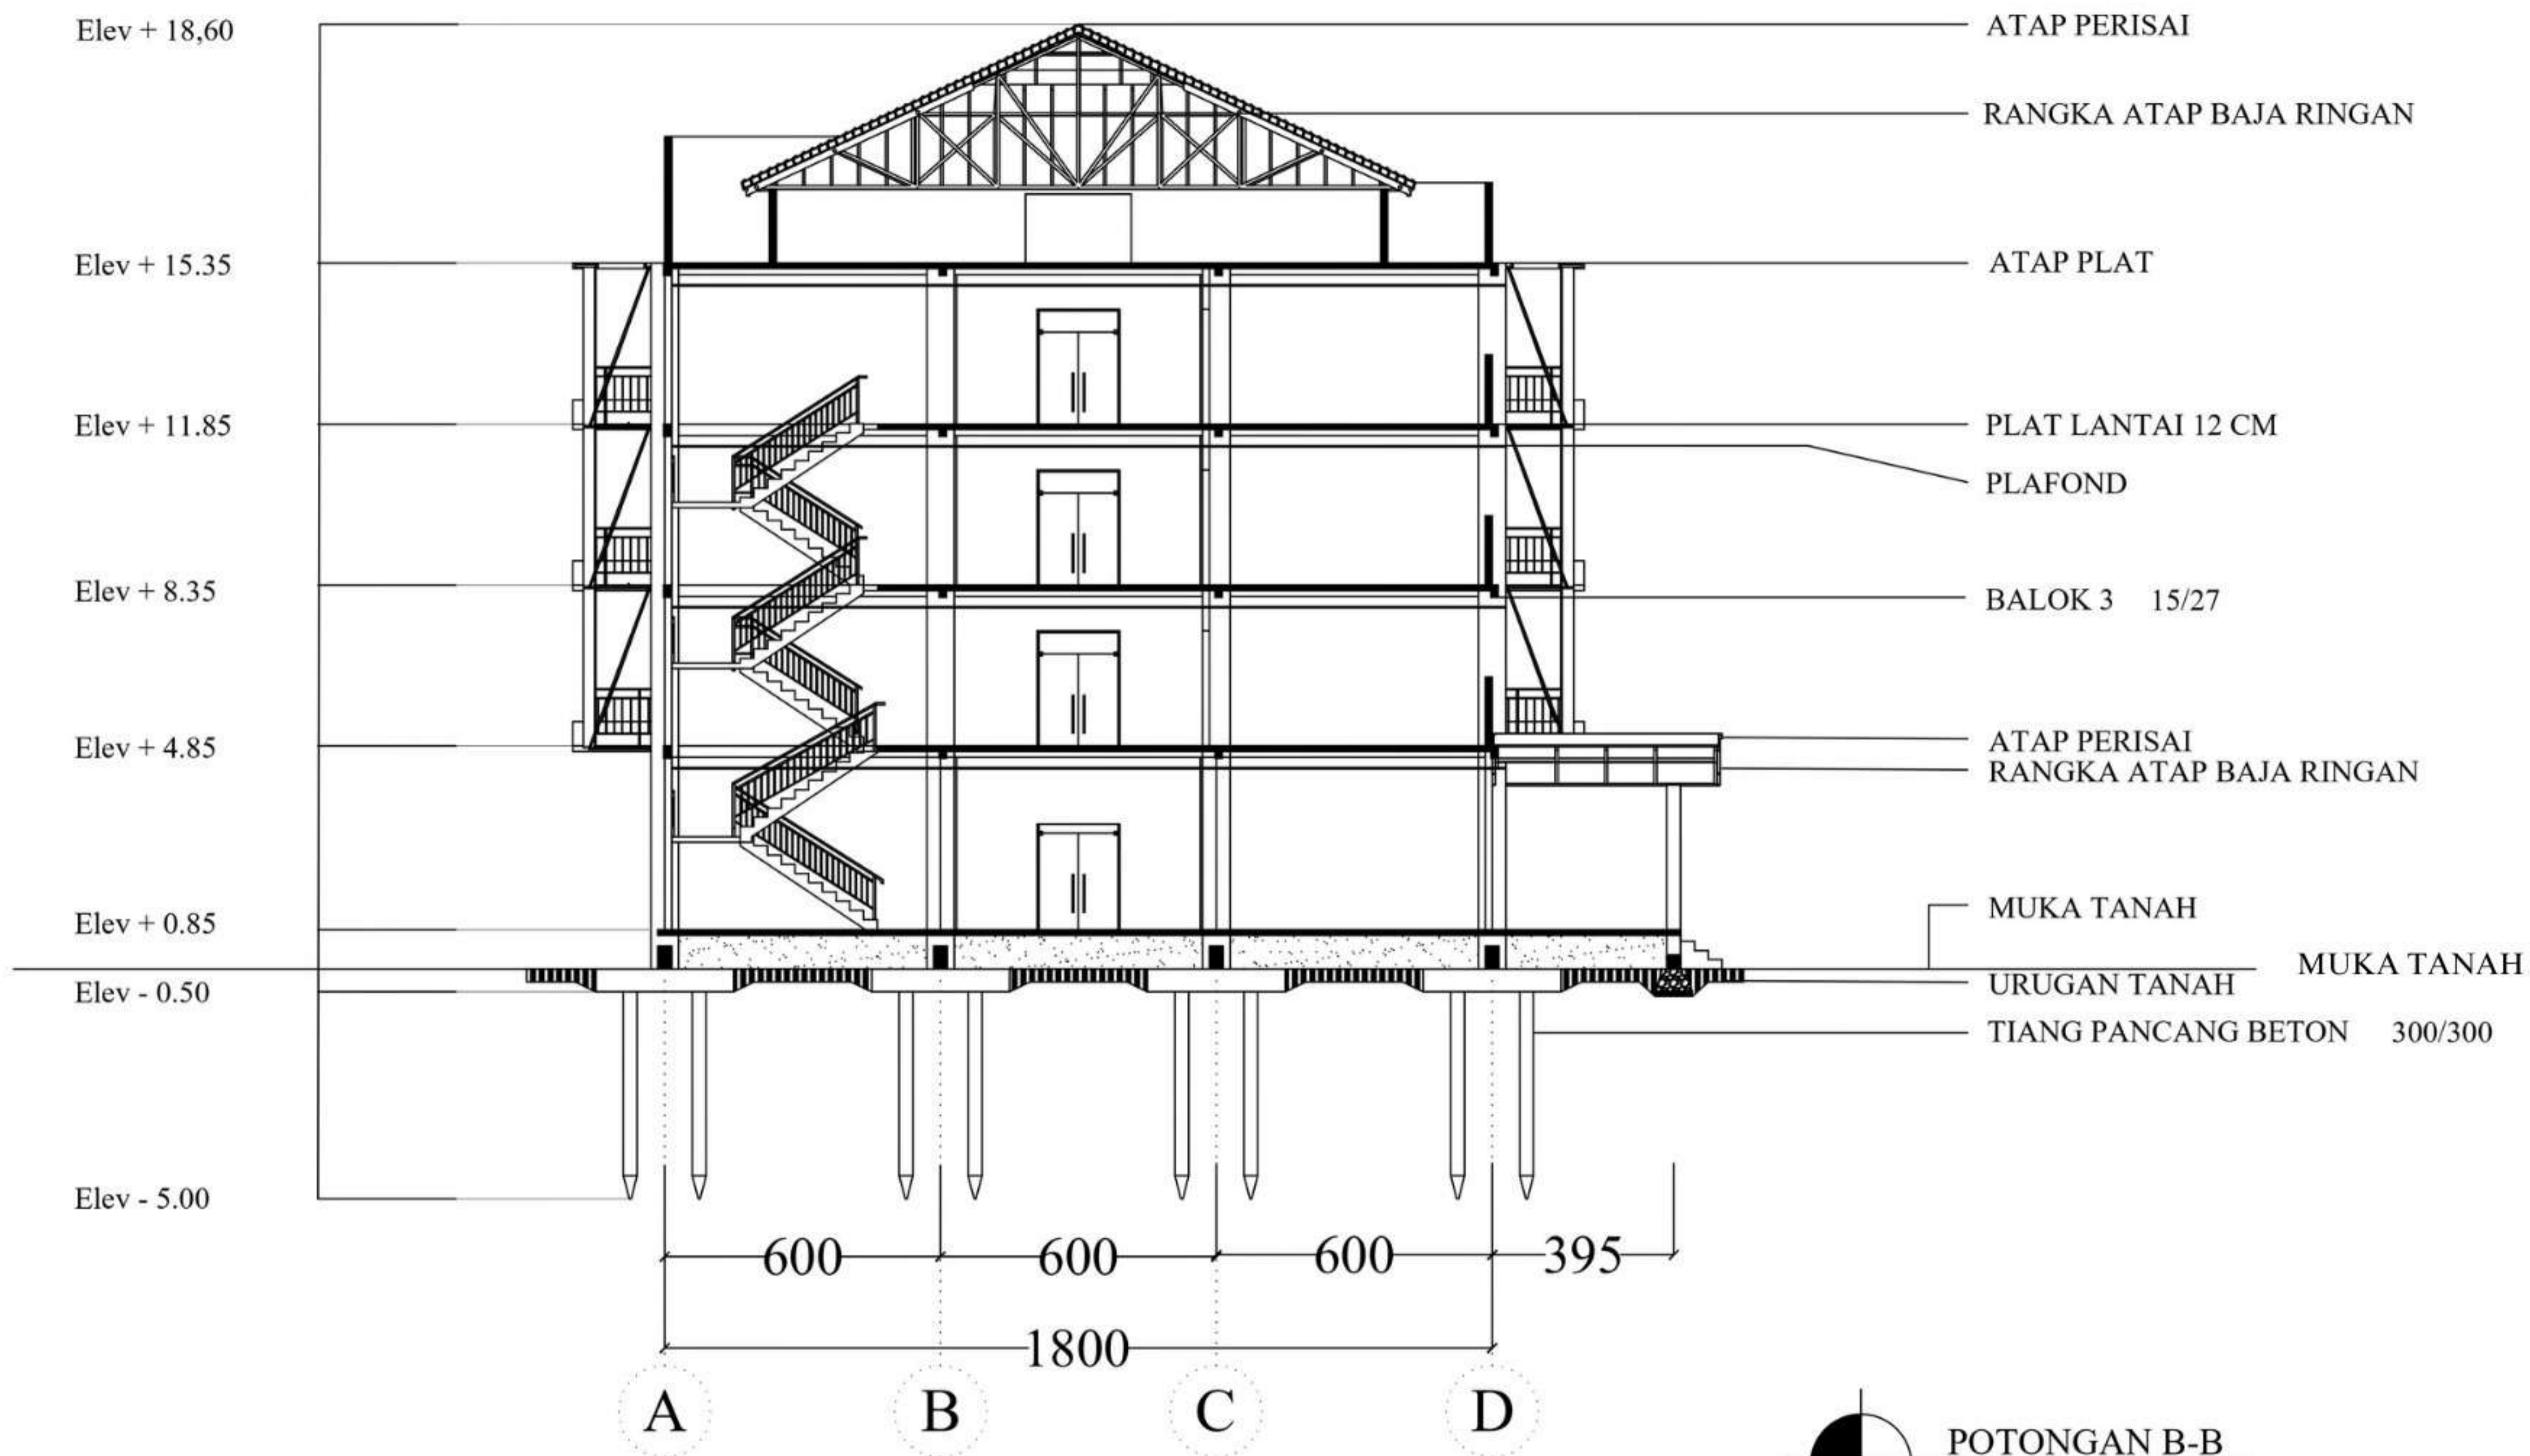 Elev + 18,60
ATAP PERISAI
RANGKA ATAP BAJA RINGAN
Elev + 15.35
ATAP PLAT
Elev + 11.85
PLAT LANTAI 12 CM
PLAFOND
Elev + 8.35
BALOK 3 15/27
Elev + 4.85
ATAP PERISAI
RANGKA ATAP BAJA RINGAN
Elev + 0.85
MUKA TANAH
MUKA TANAH
Elev - 0.50
URUGAN TANAH
TIANG PANCANG BETON 300/300
Elev - 5.00
600 600 600 395
1800
A B C D
POTONGAN B-B